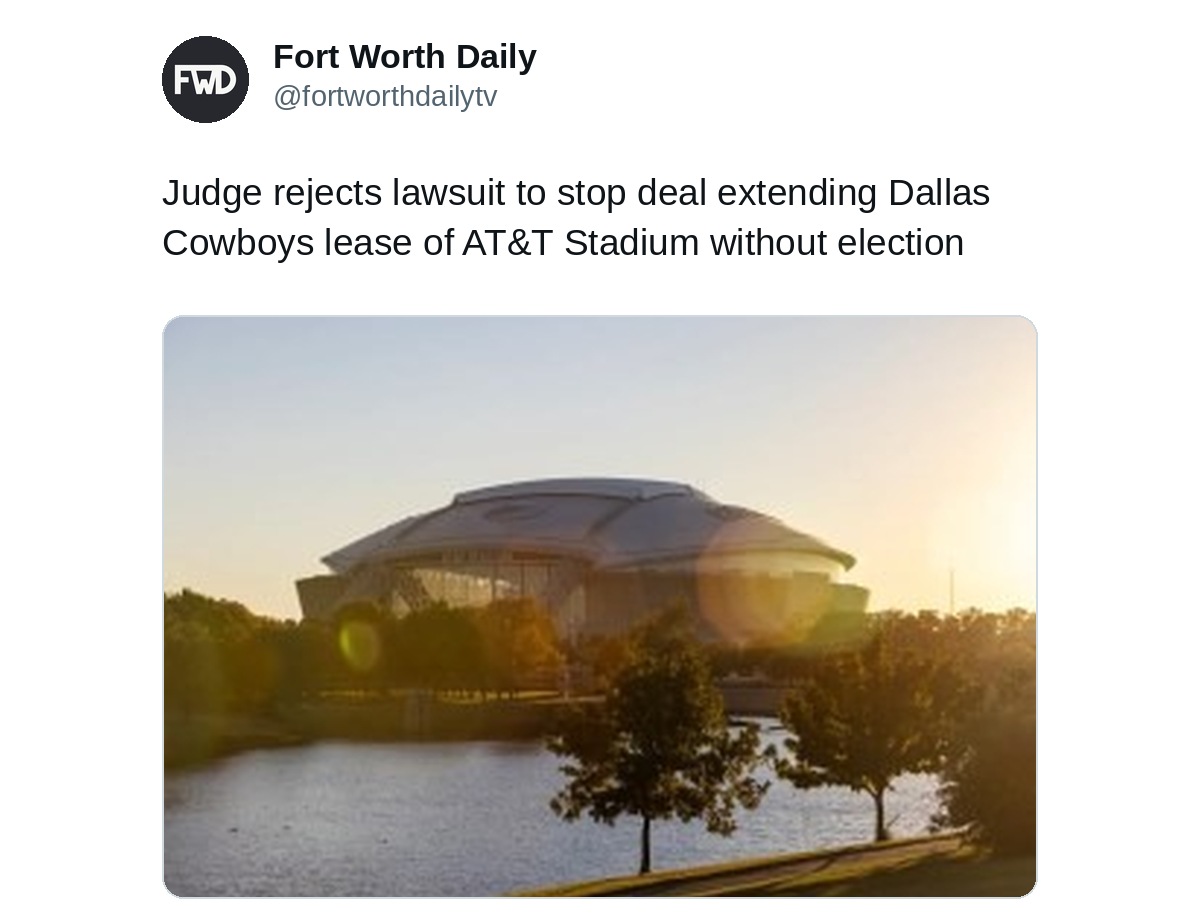 FWD
Fort Worth Daily
@fortworthdailytv
Judge rejects lawsuit to stop deal extending Dallas
Cowboys lease of AT&T Stadium without election